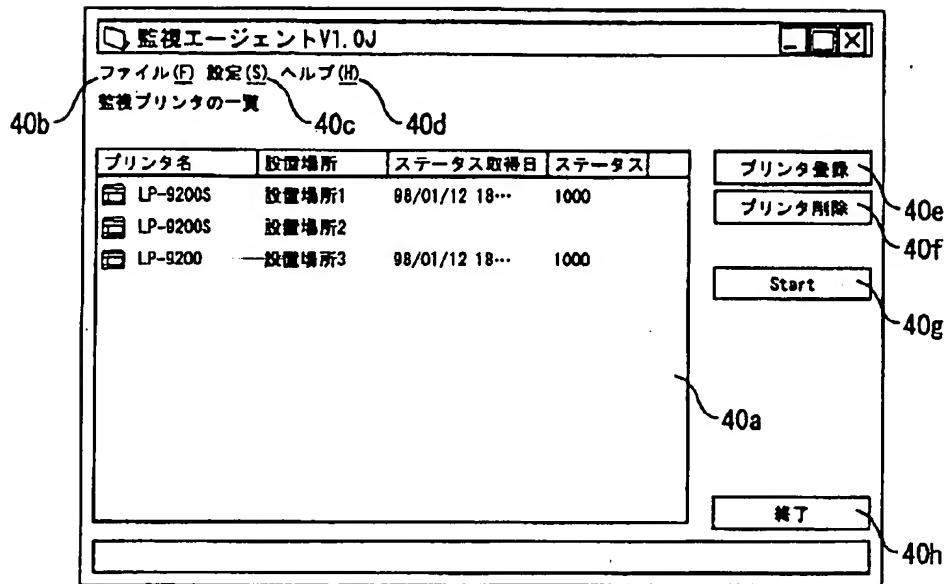 監視エージェントV1.0J
ファイル(F) 設定(S) ヘルプ(H)
監視プリンタの一覧
40b
40c
40d
プリンタ名 設置場所 ステータス取得日 ステータス
LP-9200S 設置場所1 98/01/12 18… 1000
LP-9200S 設置場所2
LP-9200 設置場所3 98/01/12 18… 1000
プリンタ登録
40e
プリンタ削除
40f
Start
40g
40a
終了
40h